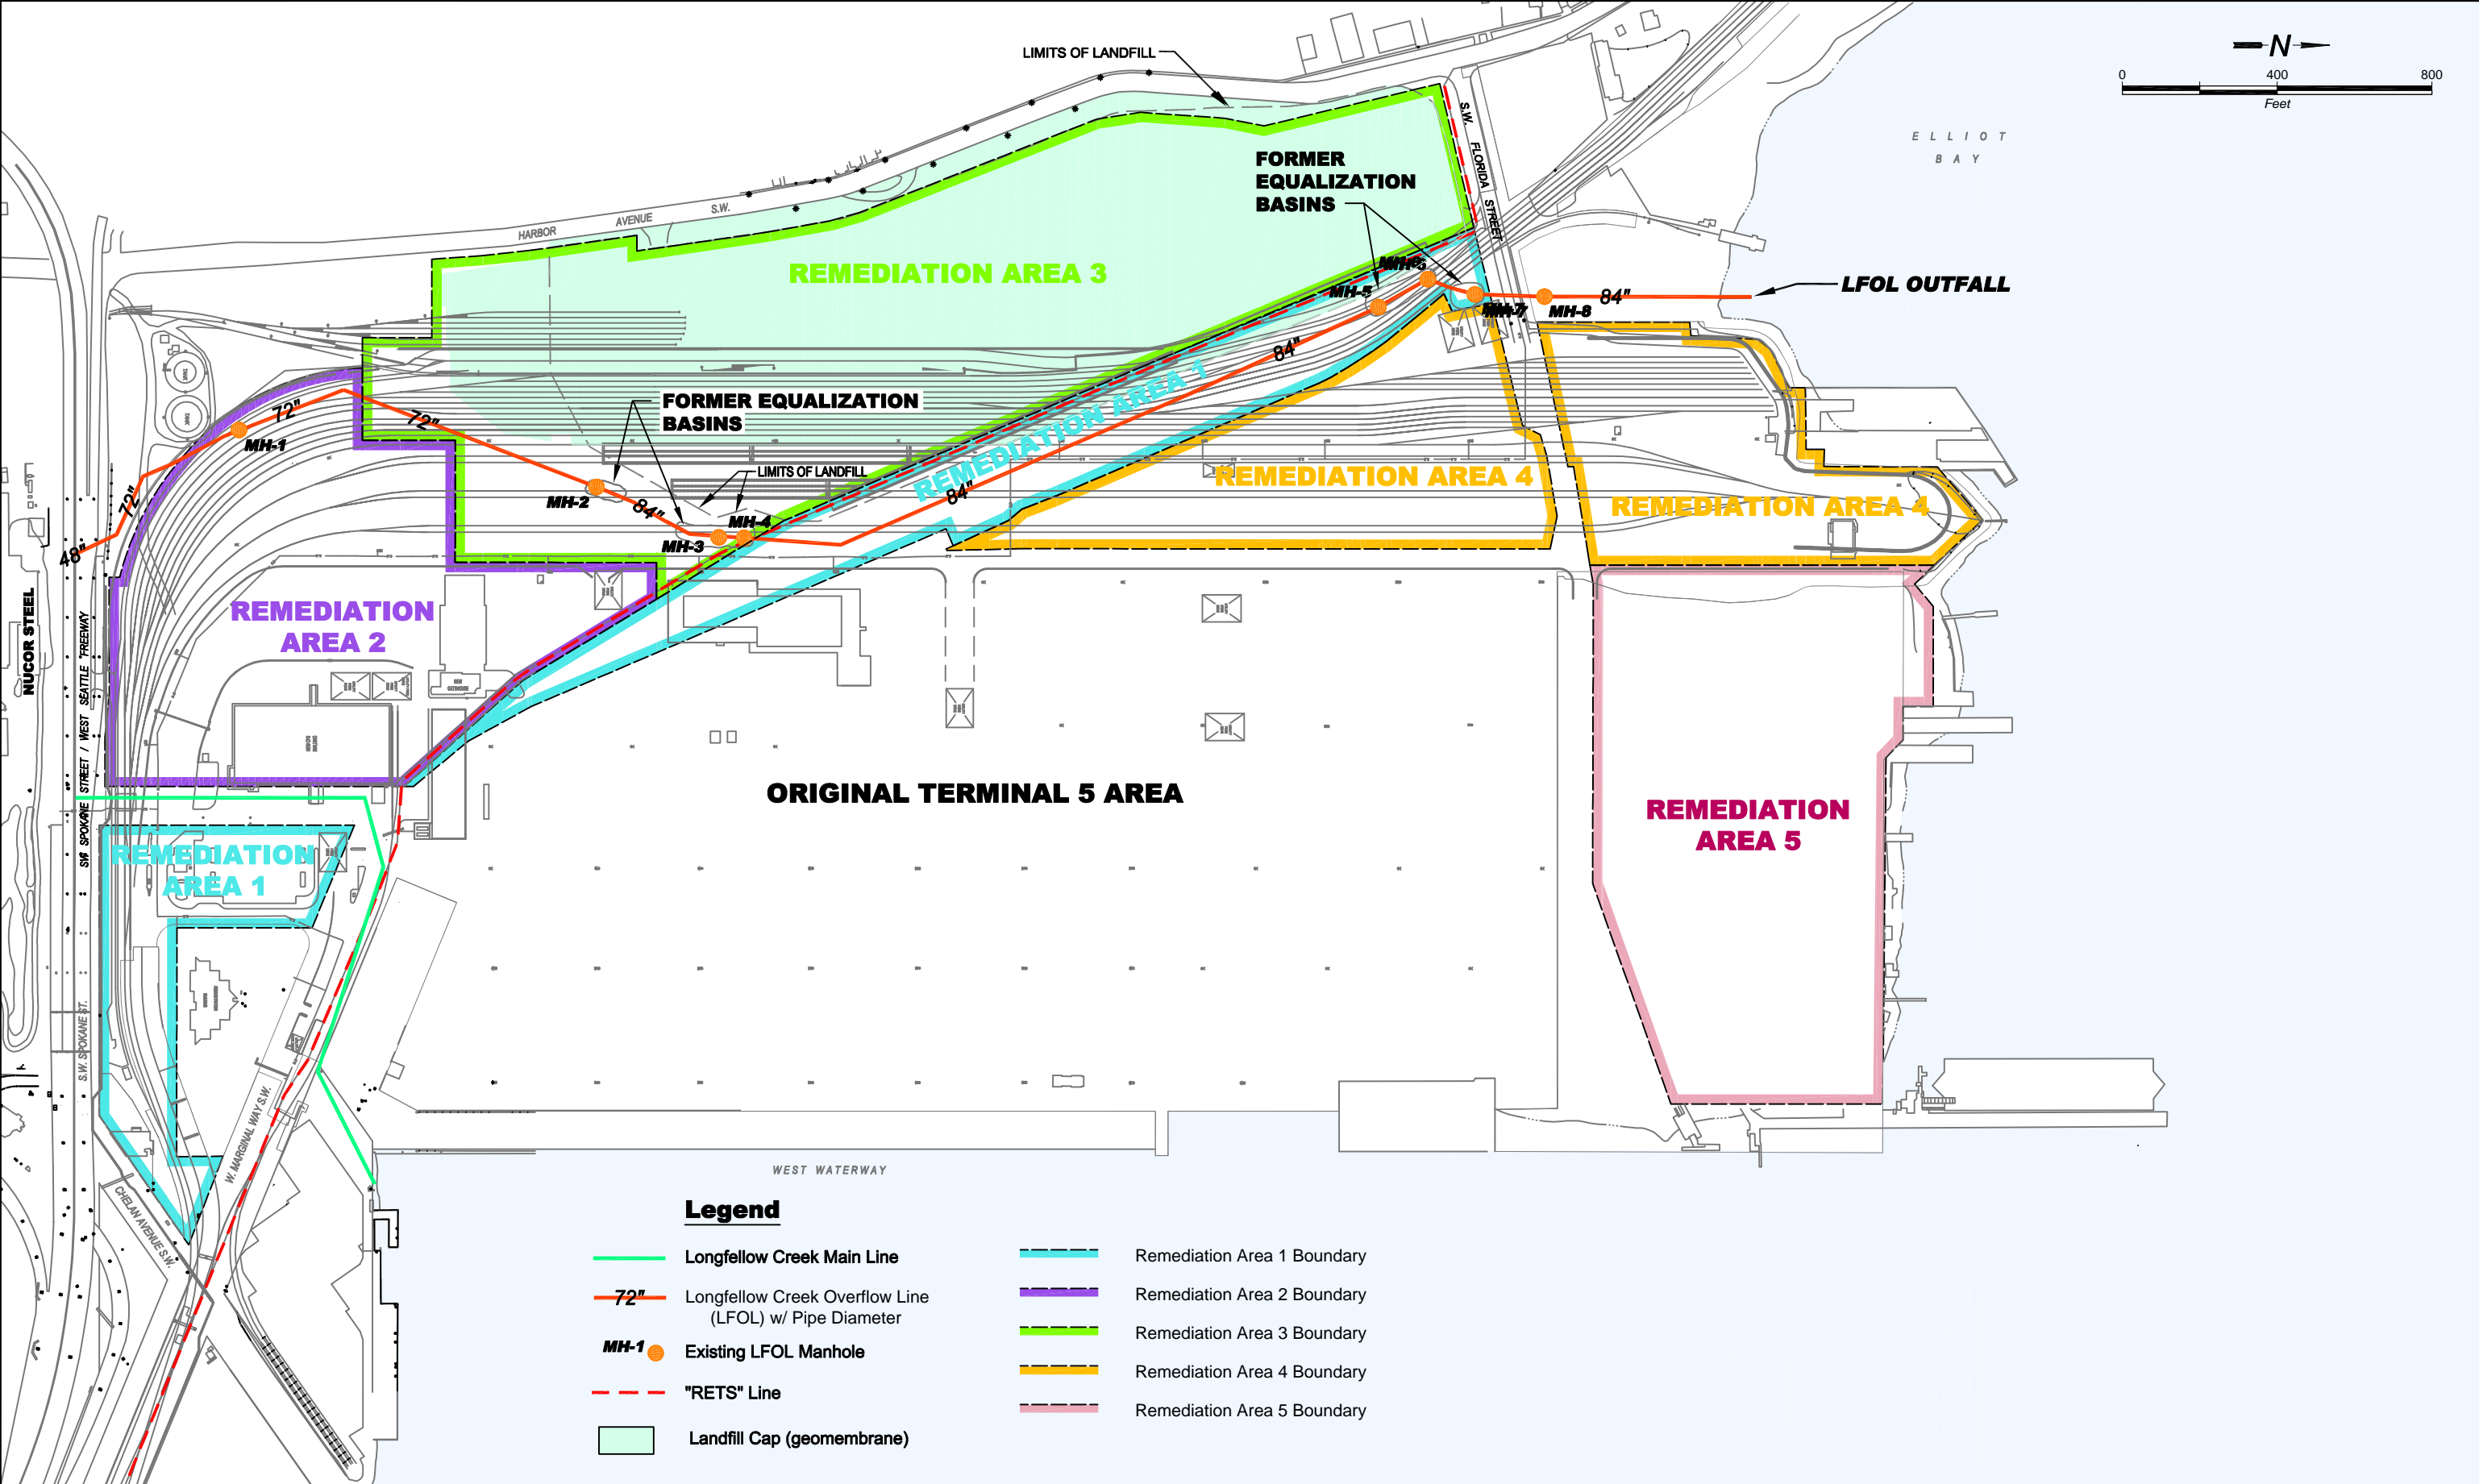 LIMITS OF LANDFILL
N
0 400 800
Feet
ELLIOT
BAY
S.W. FLORIDA STREET
FORMER
EQUALIZATION
BASINS
HARBOR AVENUE S.W.
REMEDIATION AREA 3
MH-5
MH-6
MH-7
MH-8
84"
LFOL OUTFALL
84"
TANK
TANK
72"
MH-1
72"
72"
48"
FORMER EQUALIZATION
BASINS
LIMITS OF LANDFILL
REMEDIATION AREA 1
84"
MH-2
84"
MH-3
MH-4
REMEDIATION AREA 4
REMEDIATION AREA 4
NUCOR STEEL
SW SPOKANE STREET / WEST SEATTLE FREEWAY
REMEDIATION
AREA 2
NEW
GATEHOUSE
ORIGINAL TERMINAL 5 AREA
REMEDIATION
AREA 5
REMEDIATION
AREA 1
S.W. SPOKANE ST.
W. MARGINAL WAY S.W.
CHELAN AVENUE S.W.
WEST WATERWAY
Legend
Longfellow Creek Main Line
72" Longfellow Creek Overflow Line
(LFOL) w/ Pipe Diameter
MH-1 Existing LFOL Manhole
"RETS" Line
Landfill Cap (geomembrane)
Remediation Area 1 Boundary
Remediation Area 2 Boundary
Remediation Area 3 Boundary
Remediation Area 4 Boundary
Remediation Area 5 Boundary